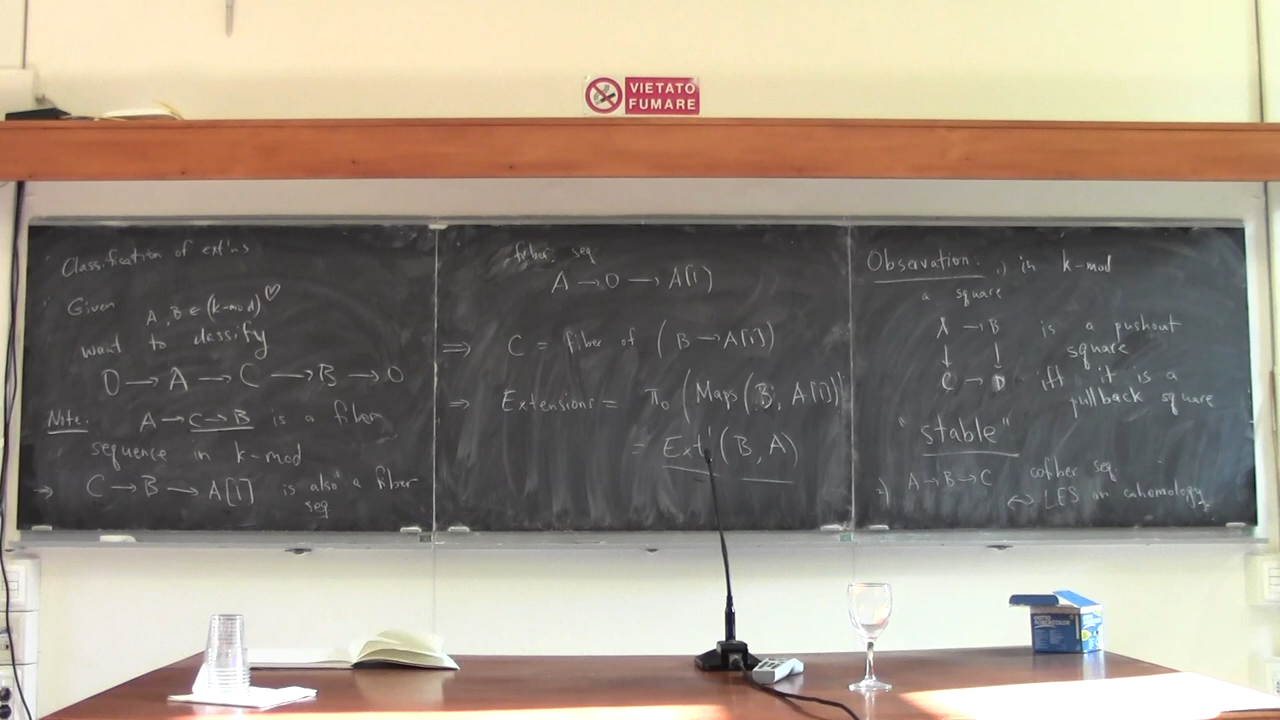 VIETATO
FUMARE
Classification of ext'ns
Given A, B ∈ (k-mod)♡
want to classify
0 → A → C → B → 0
Note. A → C → B is a fiber
sequence in k-mod
⇒ C → B → A[1] is also a fiber
seq
fiber seq
A → 0 → A[1]
⇒ C = fiber of (B → A[1])
⇒ Extensions = π₀ (Maps (B, A[1]))
= Ext¹(B, A)
Observation: 1) in k-mod
a square
A → B is a pushout
↓ ↓ square
C → D iff it is a
pullback square
"stable"
2) A → B → C cofiber seq
↔ LES on cohomology